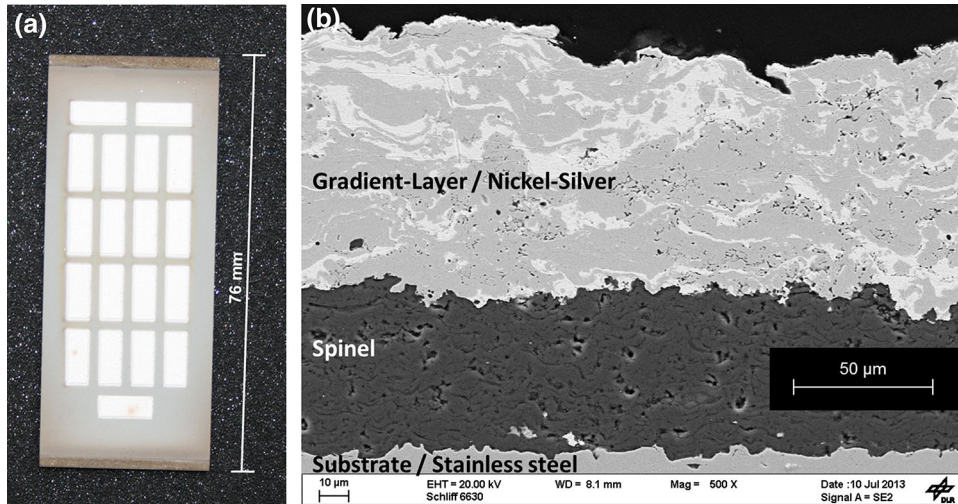 (a)
76 mm
(b)
Gradient-Layer / Nickel-Silver
Spinel
50 µm
Substrate / Stainless steel
10 µm
EHT = 20.00 kV
WD = 8.1 mm
Mag = 500 X
Date :10 Jul 2013
Schliff 6630
Signal A = SE2
DLR